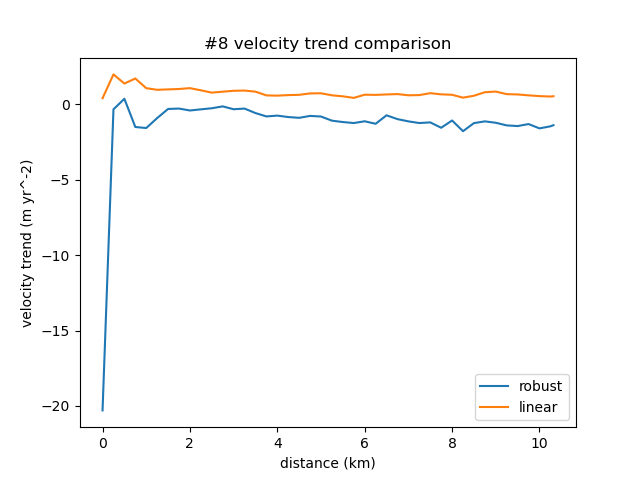 #8 velocity trend comparison
velocity trend (m yr^-2)
0
−5
−10
−15
−20
0 2 4 6 8 10
distance (km)
robust
linear